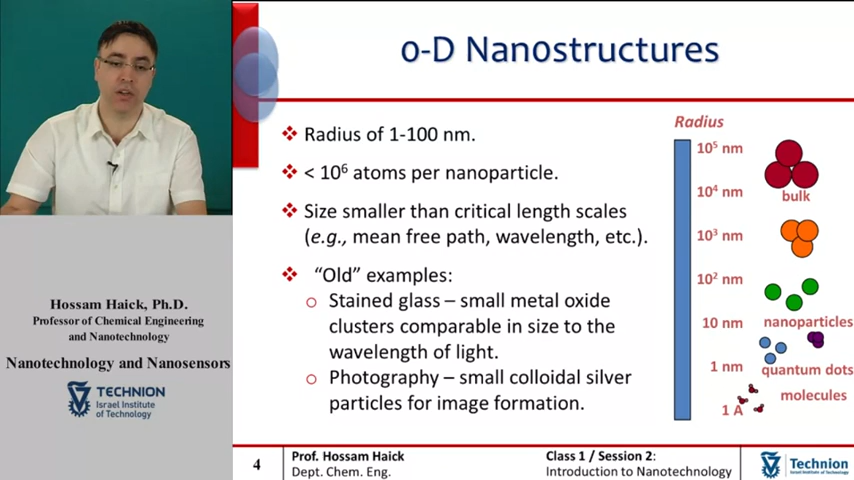 0-D Nanostructures
❖ Radius of 1-100 nm.
❖ < 10⁶ atoms per nanoparticle.
❖ Size smaller than critical length scales
(e.g., mean free path, wavelength, etc.).
❖ “Old” examples:
o Stained glass – small metal oxide
clusters comparable in size to the
wavelength of light.
o Photography – small colloidal silver
particles for image formation.
Radius
10⁵ nm
bulk
10⁴ nm
10³ nm
10² nm
nanoparticles
10 nm
quantum dots
1 nm
molecules
1 A
Hossam Haick, Ph.D.
Professor of Chemical Engineering
and Nanotechnology
Nanotechnology and Nanosensors
TECHNION
Israel Institute
of Technology
4
Prof. Hossam Haick
Dept. Chem. Eng.
Class 1 / Session 2:
Introduction to Nanotechnology
Technion